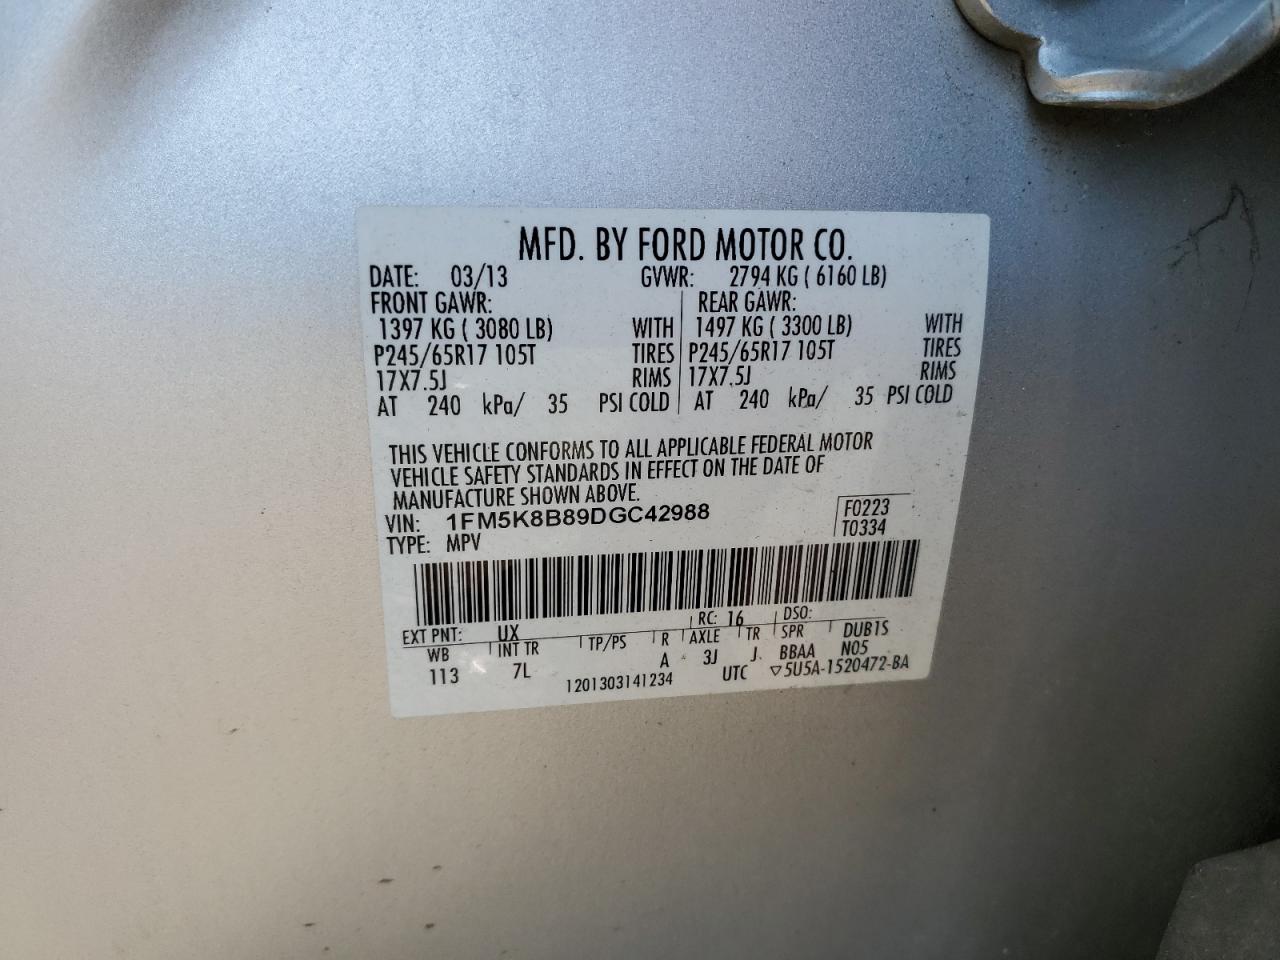 MFD. BY FORD MOTOR CO.
DATE: 03/13 GVWR: 2794 KG ( 6160 LB)
FRONT GAWR: REAR GAWR:
1397 KG ( 3080 LB) WITH 1497 KG ( 3300 LB) WITH
P245/65R17 105T TIRES P245/65R17 105T TIRES
17X7.5J RIMS 17X7.5J RIMS
AT 240 kPa/ 35 PSI COLD AT 240 kPa/ 35 PSI COLD
THIS VEHICLE CONFORMS TO ALL APPLICABLE FEDERAL MOTOR
VEHICLE SAFETY STANDARDS IN EFFECT ON THE DATE OF
MANUFACTURE SHOWN ABOVE.
VIN: 1FM5K8B89DGC42988 F0223
TYPE: MPV T0334
EXT PNT: UX RC: 16 DSO:
WB INT TR TP/PS R AXLE TR SPR DUB1S
113 7L A 3J J BBAA N05
1201303141234 UTC ▽5U5A-1520472-BA